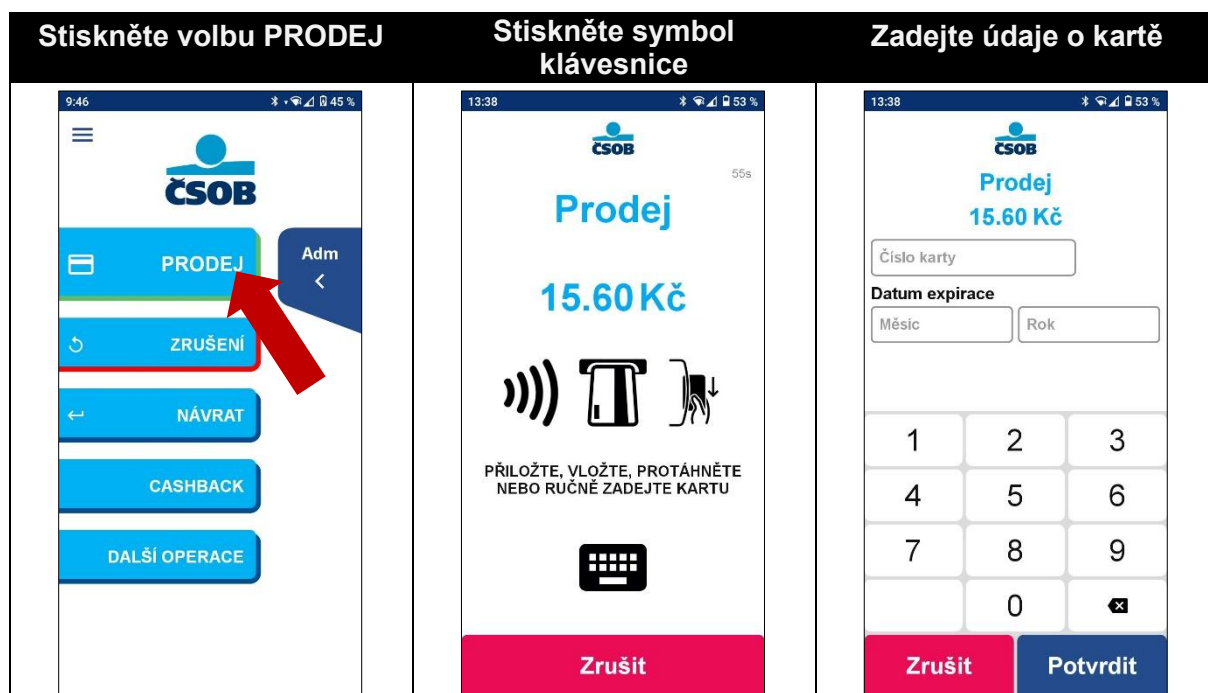 Stiskněte volbu PRODEJ
Stiskněte symbol
klávesnice
Zadejte údaje o kartě
9:46
45 %
ČSOB
PRODEJ
Adm
ZRUŠENÍ
NÁVRAT
CASHBACK
DALŠÍ OPERACE
13:38
53 %
ČSOB
55s
Prodej
15.60 Kč
PŘILOŽTE, VLOŽTE, PROTÁHNĚTE
NEBO RUČNĚ ZADEJTE KARTU
Zrušit
13:38
53 %
ČSOB
Prodej
15.60 Kč
Číslo karty
Datum expirace
Měsíc
Rok
1 2 3
4 5 6
7 8 9
0
Zrušit
Potvrdit